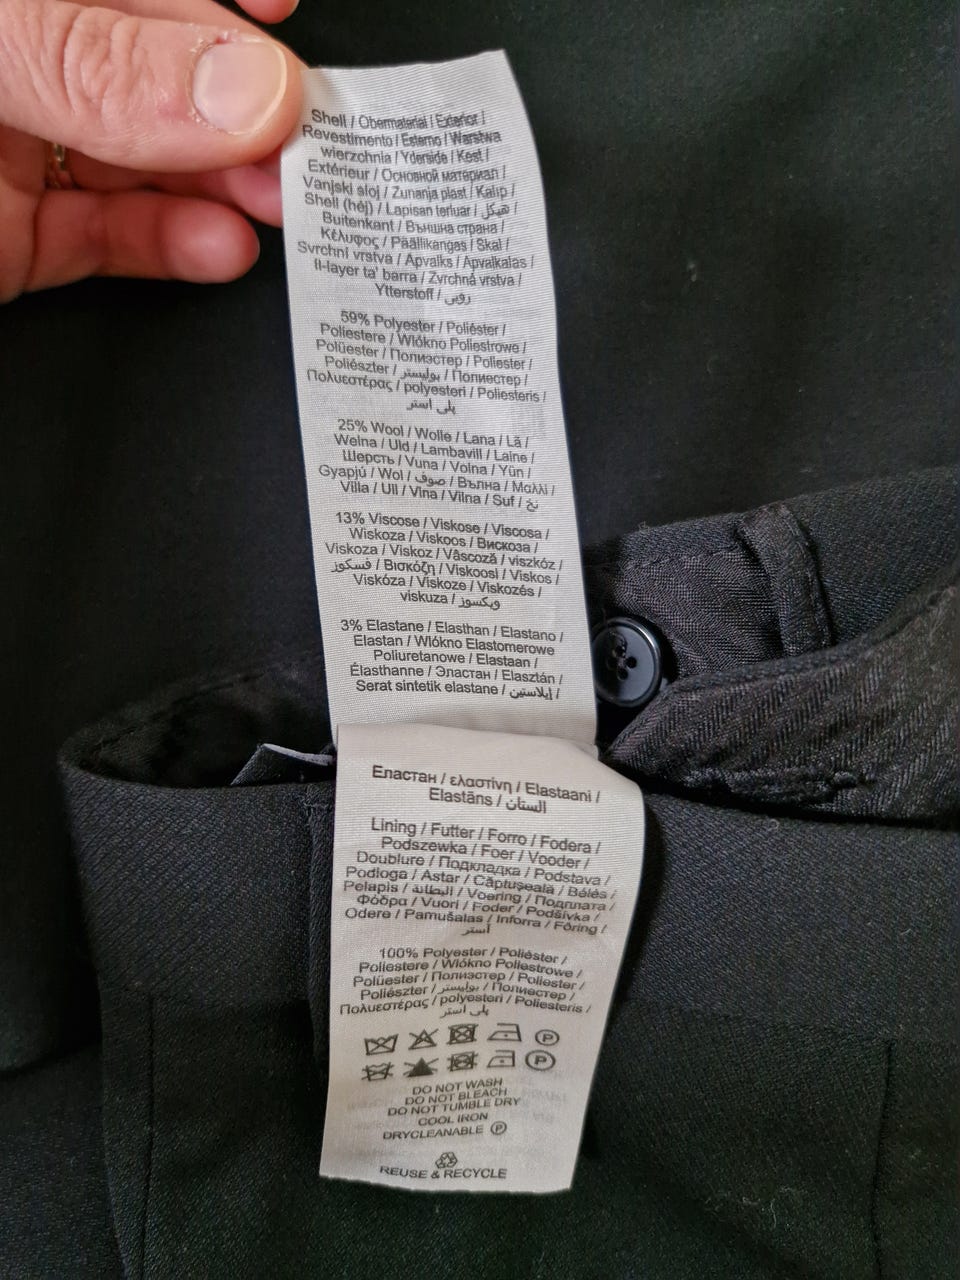 Shell / Obermaterial / Exterior /
Revestimento / Esterno / Warstwa
wierzchnia / Yderside / Kest /
Extérieur / Основной материал /
Vanjski sloj / Zunanja plast / Kalıp /
Shell (héj) / Lapisan terluar / هيكل /
Buitenkant / Външна страна /
Κέλυφος / Päällikangas / Skal /
Svrchní vrstva / Apvalks / Apvalkalas /
Il-layer ta' barra / Zvrchná vrstva /
Ytterstoff / رویی
59% Polyester / Poliéster /
Poliestere / Włókno Poliestrowe /
Polüester / Полиэстер / Poliester /
Poliészter / بوليستر / Полиестер /
Πολυεστέρας / polyesteri / Poliesteris /
پلی استر
25% Wool / Wolle / Lana / Lã /
Wełna / Uld / Lambavill / Laine /
Шерсть / Vuna / Volna / Yün /
Gyapjú / Wol / صوف / Вълна / Μαλλί /
Villa / Ull / Vlna / Vilna / Suf / نخ
13% Viscose / Viskose / Viscosa /
Wiskoza / Viskoos / Вискоза /
Viskoza / Viskoz / Vâscoză / viszkóz /
فسكوز / Βισκόζη / Viskoosi / Viskos /
Viskóza / Viskoze / Viskozės /
viskuza / ویکسوز
3% Elastane / Elasthan / Elastano /
Elastan / Włókno Elastomerowe
Poliuretanowe / Elastaan /
Élasthanne / Эластан / Elasztán /
Serat sintetik elastane / إيلاستين /
Еластан / ελαστίνη / Elastaani /
Elastāns / الستان
Lining / Futter / Forro / Fodera /
Podszewka / Foer / Vooder /
Doublure / Подкладка / Podstava /
Podloga / Astar / Căptușeală / Bélés /
Pelapis / البطانة / Voering / Подплата /
Φόδρα / Vuori / Foder / Podšívka /
Odere / Pamušalas / Inforra / Fôring /
آستر
100% Polyester / Poliéster /
Poliestere / Włókno Poliestrowe /
Polüester / Полиэстер / Poliester /
Poliészter / بوليستر / Полиестер /
Πολυεστέρας / polyesteri / Poliesteris /
پلی استر
P
P
DO NOT WASH
DO NOT BLEACH
DO NOT TUMBLE DRY
COOL IRON
DRYCLEANABLE P
REUSE & RECYCLE